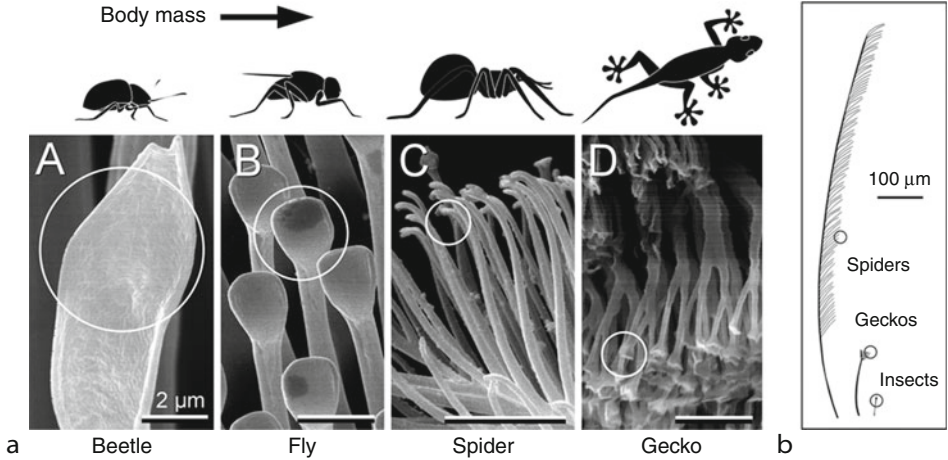 Body mass
A
B
C
D
2 µm
a
Beetle
Fly
Spider
Gecko
100 µm
Spiders
Geckos
Insects
b